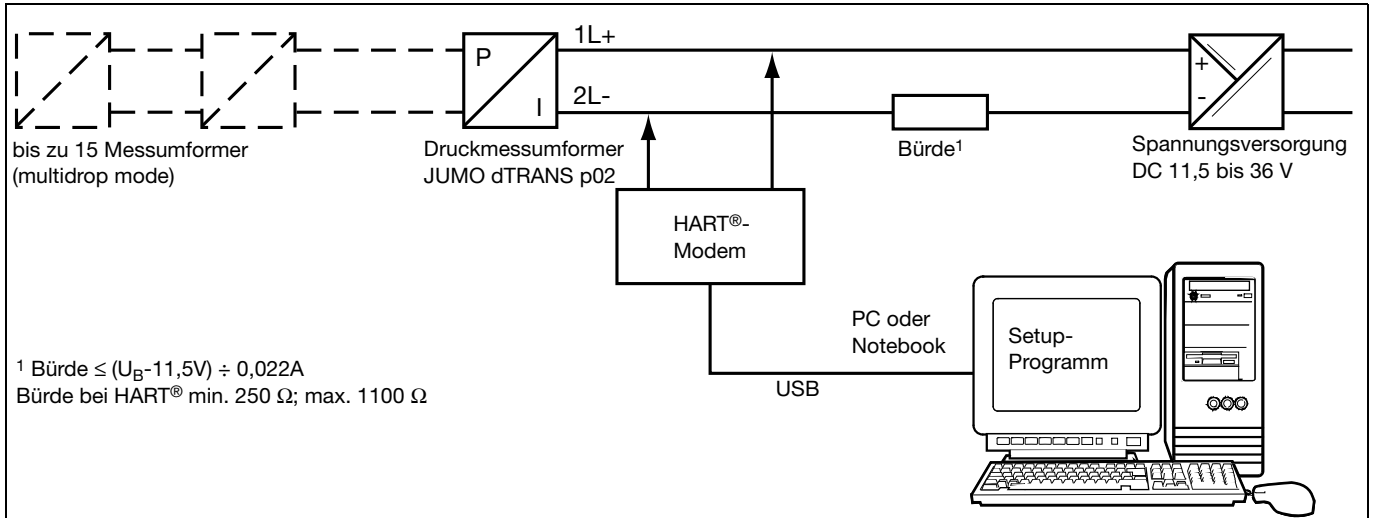 1L+
P
I
2L-
+
-
bis zu 15 Messumformer
(multidrop mode)
Druckmessumformer
JUMO dTRANS p02
Bürde¹
Spannungsversorgung
DC 11,5 bis 36 V
HART®-
Modem
PC oder
Notebook
USB
Setup-
Programm
¹ Bürde ≤ (U_B-11,5V) ÷ 0,022A
Bürde bei HART® min. 250 Ω; max. 1100 Ω